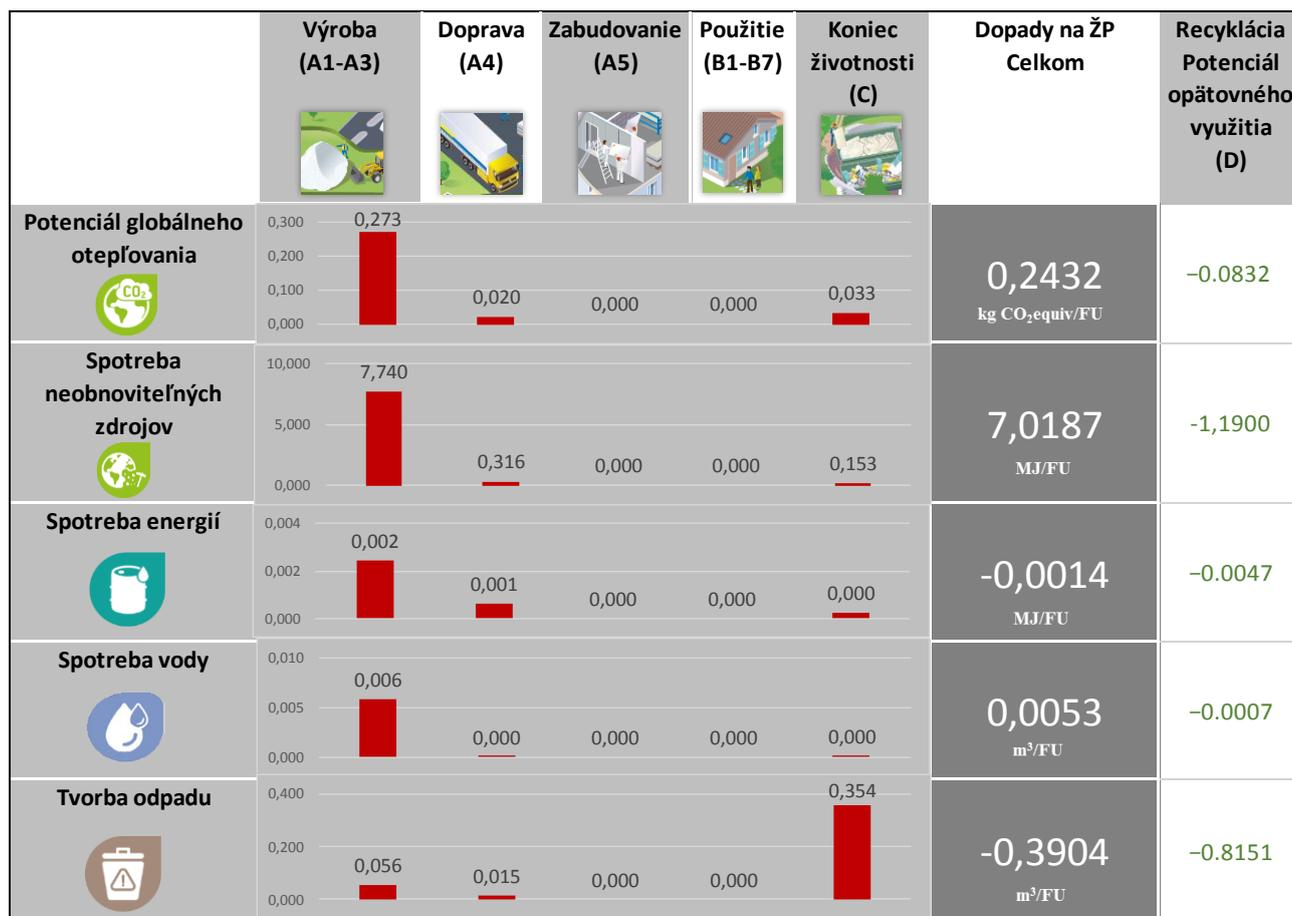 Výroba
(A1-A3)
Doprava
(A4)
Zabudovanie
(A5)
Použitie
(B1-B7)
Koniec
životnosti
(C)
Dopady na ŽP
Celkom
Recyklácia
Potenciál
opätovného
využitia
(D)
Potenciál globálneho
otepľovania
CO₂
0,300
0,200
0,100
0,000
0,273
0,020
0,000
0,000
0,033
0,2432
kg CO₂equiv/FU
−0.0832
Spotreba
neobnoviteľných
zdrojov
10,000
5,000
0,000
7,740
0,316
0,000
0,000
0,153
7,0187
MJ/FU
-1,1900
Spotreba energií
0,004
0,002
0,000
0,002
0,001
0,000
0,000
0,000
-0,0014
MJ/FU
−0.0047
Spotreba vody
0,010
0,005
0,000
0,006
0,000
0,000
0,000
0,000
0,0053
m³/FU
−0.0007
Tvorba odpadu
0,400
0,200
0,000
0,056
0,015
0,000
0,000
0,354
-0,3904
m³/FU
−0.8151